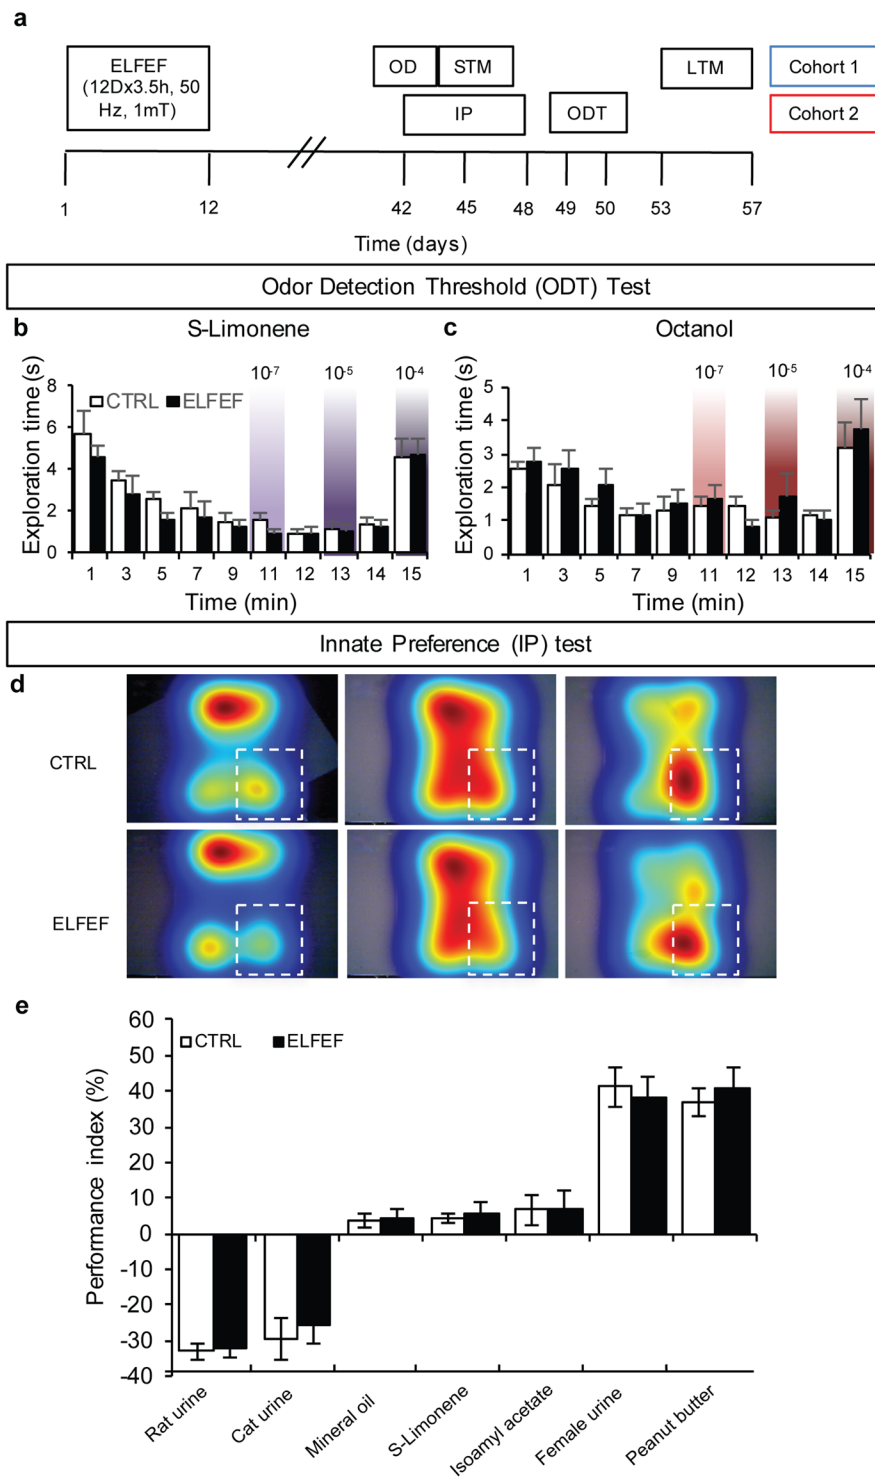 a
ELFEF
(12Dx3.5h, 50
Hz, 1mT)
OD
STM
LTM
Cohort 1
IP
ODT
Cohort 2
1
12
42
45
48
49
50
53
57
Time (days)
Odor Detection Threshold (ODT) Test
b
S-Limonene
10-7
10-5
10-4
CTRL
ELFEF
Exploration time (s)
8
6
4
2
0
1 3 5 7 9 11 12 13 14 15
Time (min)
c
Octanol
10-7
10-5
10-4
Exploration time (s)
5
4
3
2
1
0
1 3 5 7 9 11 12 13 14 15
Time (min)
Innate Preference (IP) test
d
CTRL
ELFEF
e
CTRL
ELFEF
Performance index (%)
60
50
40
30
20
10
0
-10
-20
-30
-40
Rat urine
Cat urine
Mineral oil
S-Limonene
Isoamyl acetate
Female urine
Peanut butter